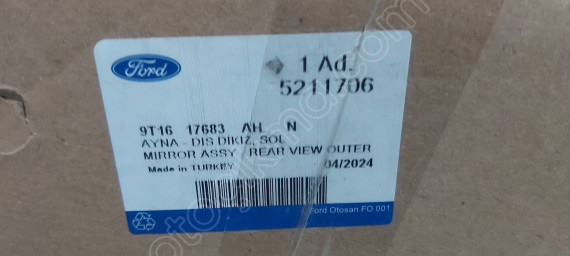 Ford
1 Ad.
5211706
9T16 17683 AH N
AYNA - DIS DIKIZ, SOL
MIRROR ASSY - REAR VIEW OUTER
Made in TURKEY
04/2024
Ford Otosan FO 001